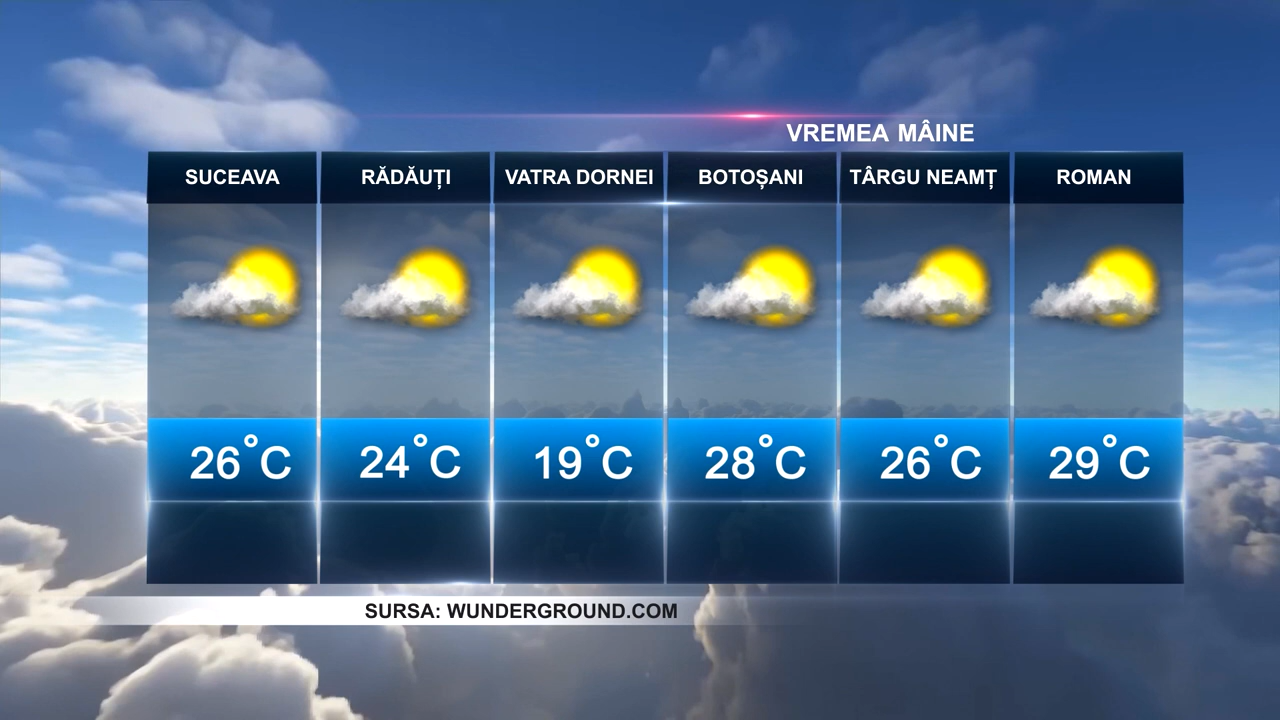 VREMEA MÂINE
SUCEAVA
RĂDĂUȚI
VATRA DORNEI
BOTOȘANI
TÂRGU NEAMȚ
ROMAN
26°C
24°C
19°C
28°C
26°C
29°C
SURSA: WUNDERGROUND.COM